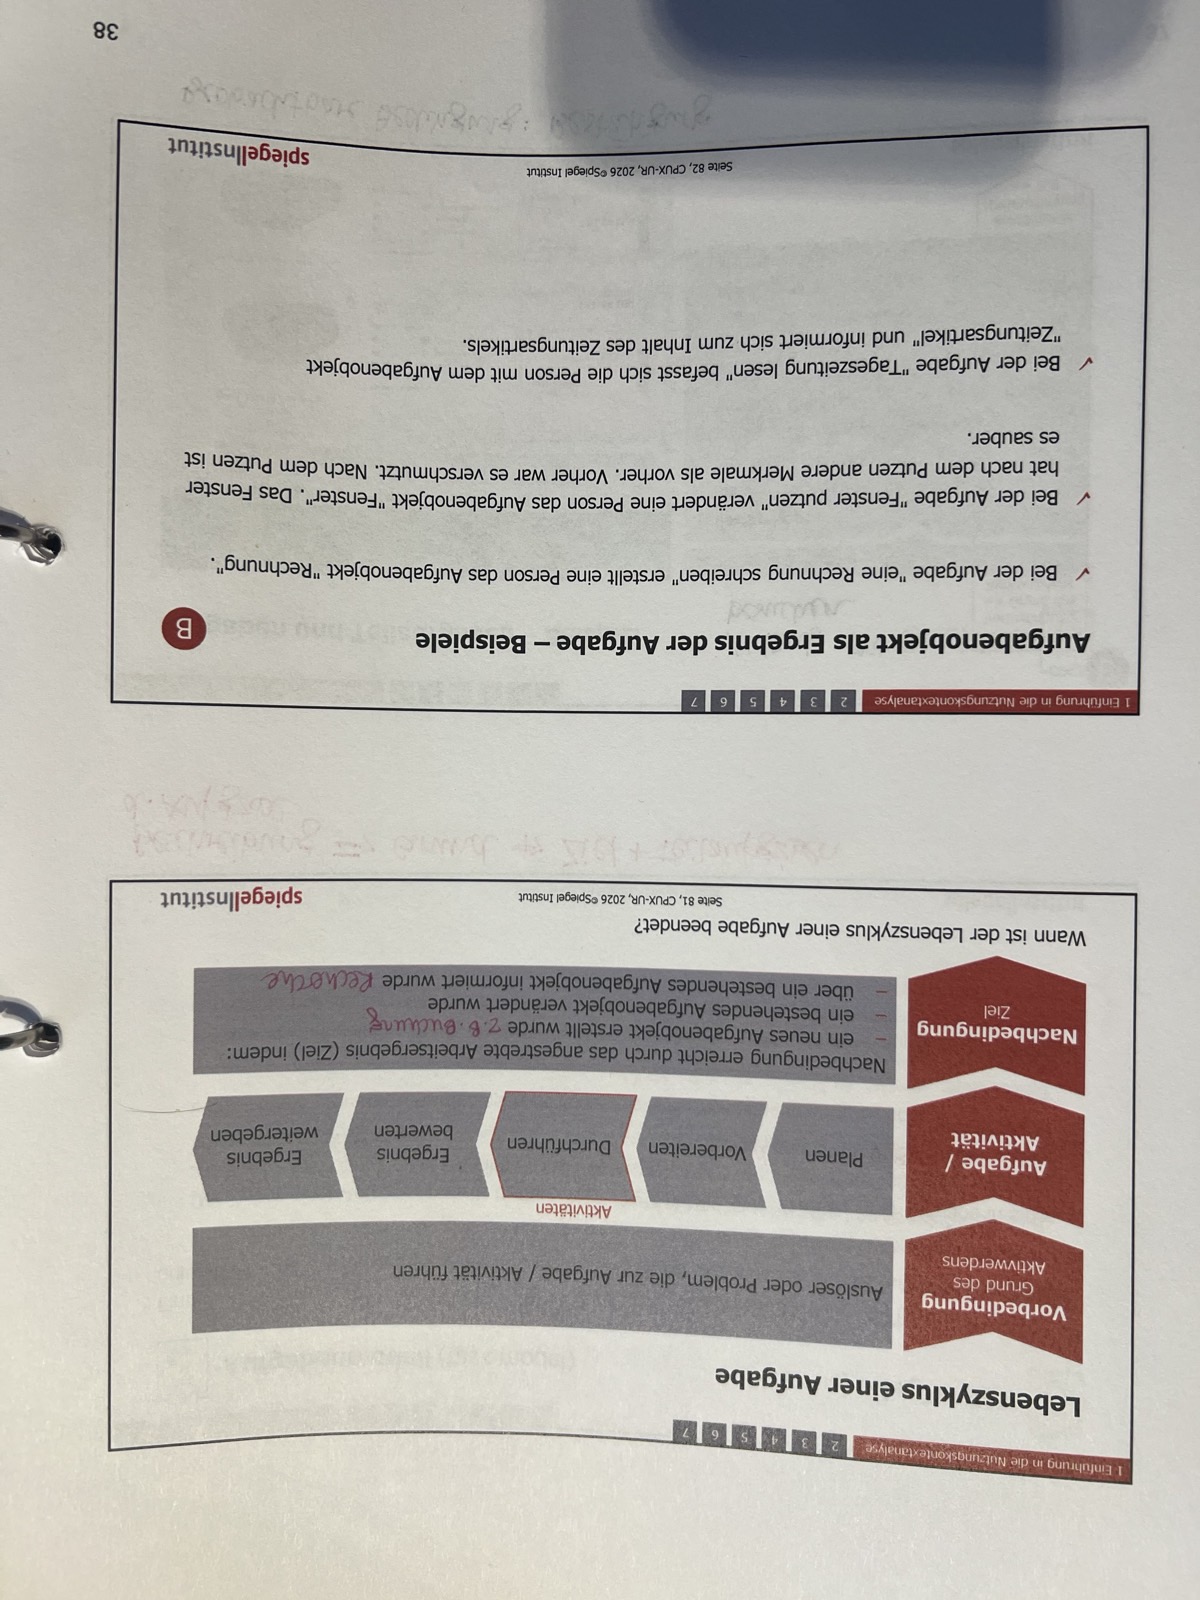 1 Einführung in die Nutzungskontextanalyse 2 3 4 5 6 7
Lebenszyklus einer Aufgabe
Vorbedingung
Grund des
Aktivwerdens
Auslöser oder Problem, die zur Aufgabe / Aktivität führen
Aktivitäten
Aufgabe /
Aktivität
Planen
Vorbereiten
Durchführen
Ergebnis
bewerten
Ergebnis
weitergeben
Nachbedingung
Ziel
Nachbedingung erreicht durch das angestrebte Arbeitsergebnis (Ziel) indem:
– ein neues Aufgabenobjekt erstellt wurde z.B. Buchung
– ein bestehendes Aufgabenobjekt verändert wurde
– über ein bestehendes Aufgabenobjekt informiert wurde Recherche
Wann ist der Lebenszyklus einer Aufgabe beendet?
Seite 81, CPUX-UR, 2026 ©Spiegel Institut
spiegelInstitut
1 Einführung in die Nutzungskontextanalyse 2 3 4 5 6 7
Aufgabenobjekt als Ergebnis der Aufgabe – Beispiele
B
✓ Bei der Aufgabe "eine Rechnung schreiben" erstellt eine Person das Aufgabenobjekt "Rechnung".
✓ Bei der Aufgabe "Fenster putzen" verändert eine Person das Aufgabenobjekt "Fenster". Das Fenster
hat nach dem Putzen andere Merkmale als vorher. Vorher war es verschmutzt. Nach dem Putzen ist
es sauber.
✓ Bei der Aufgabe "Tageszeitung lesen" befasst sich die Person mit dem Aufgabenobjekt
"Zeitungsartikel" und informiert sich zum Inhalt des Zeitungsartikels.
Seite 82, CPUX-UR, 2026 ©Spiegel Institut
spiegelInstitut
38